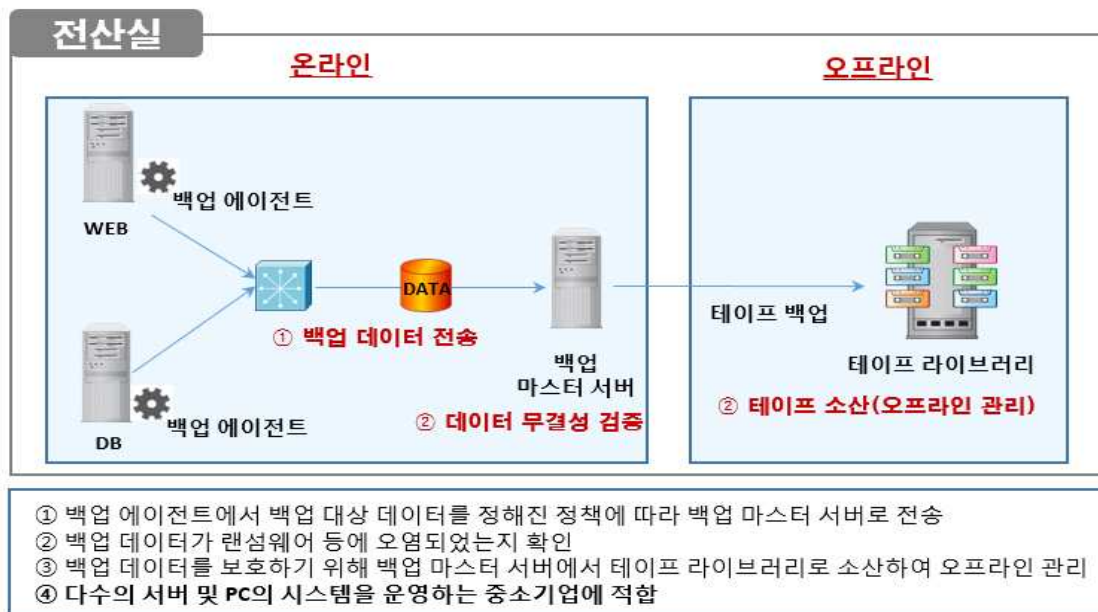 전산실
온라인
오프라인
백업 에이전트
WEB
DATA
① 백업 데이터 전송
테이프 백업
백업
마스터 서버
테이프 라이브러리
② 데이터 무결성 검증
② 테이프 소산(오프라인 관리)
백업 에이전트
DB
① 백업 에이전트에서 백업 대상 데이터를 정해진 정책에 따라 백업 마스터 서버로 전송
② 백업 데이터가 랜섬웨어 등에 오염되었는지 확인
③ 백업 데이터를 보호하기 위해 백업 마스터 서버에서 테이프 라이브러리로 소산하여 오프라인 관리
④ 다수의 서버 및 PC의 시스템을 운영하는 중소기업에 적합